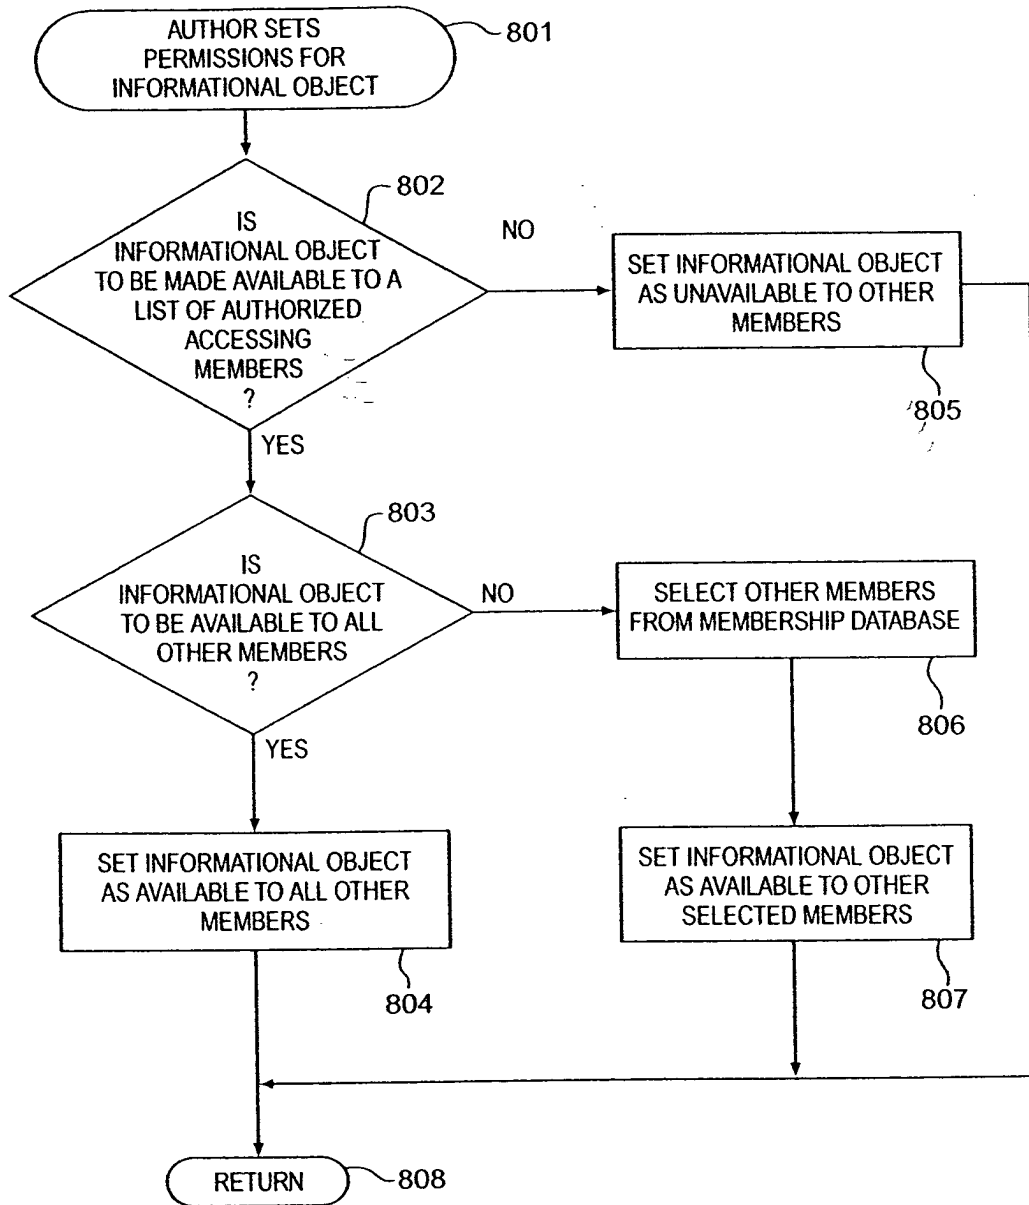 AUTHOR SETS
PERMISSIONS FOR
INFORMATIONAL OBJECT
801
802
IS
INFORMATIONAL OBJECT
TO BE MADE AVAILABLE TO A
LIST OF AUTHORIZED
ACCESSING
MEMBERS
?
NO
SET INFORMATIONAL OBJECT
AS UNAVAILABLE TO OTHER
MEMBERS
805
YES
803
IS
INFORMATIONAL OBJECT
TO BE AVAILABLE TO ALL
OTHER MEMBERS
?
NO
SELECT OTHER MEMBERS
FROM MEMBERSHIP DATABASE
806
YES
SET INFORMATIONAL OBJECT
AS AVAILABLE TO ALL OTHER
MEMBERS
804
SET INFORMATIONAL OBJECT
AS AVAILABLE TO OTHER
SELECTED MEMBERS
807
RETURN
808